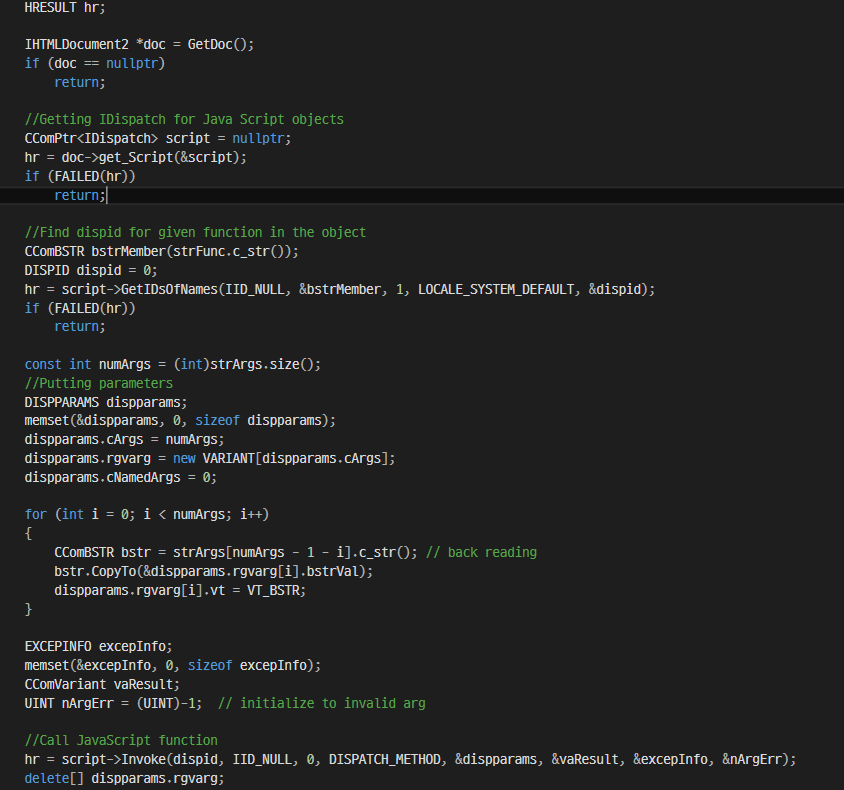 HRESULT hr;
IHTMLDocument2 *doc = GetDoc();
if (doc == nullptr)
return;
//Getting IDispatch for Java Script objects
CComPtr<IDispatch> script = nullptr;
hr = doc->get_Script(&script);
if (FAILED(hr))
return;
//Find dispid for given function in the object
CComBSTR bstrMember(strFunc.c_str());
DISPID dispid = 0;
hr = script->GetIDsOfNames(IID_NULL, &bstrMember, 1, LOCALE_SYSTEM_DEFAULT, &dispid);
if (FAILED(hr))
return;
const int numArgs = (int)strArgs.size();
//Putting parameters
DISPPARAMS dispparams;
memset(&dispparams, 0, sizeof dispparams);
dispparams.cArgs = numArgs;
dispparams.rgvarg = new VARIANT[dispparams.cArgs];
dispparams.cNamedArgs = 0;
for (int i = 0; i < numArgs; i++)
{
CComBSTR bstr = strArgs[numArgs - 1 - i].c_str(); // back reading
bstr.CopyTo(&dispparams.rgvarg[i].bstrVal);
dispparams.rgvarg[i].vt = VT_BSTR;
}
EXCEPINFO excepInfo;
memset(&excepInfo, 0, sizeof excepInfo);
CComVariant vaResult;
UINT nArgErr = (UINT)-1;  // initialize to invalid arg
//Call JavaScript function
hr = script->Invoke(dispid, IID_NULL, 0, DISPATCH_METHOD, &dispparams, &vaResult, &excepInfo, &nArgErr);
delete[] dispparams.rgvarg;